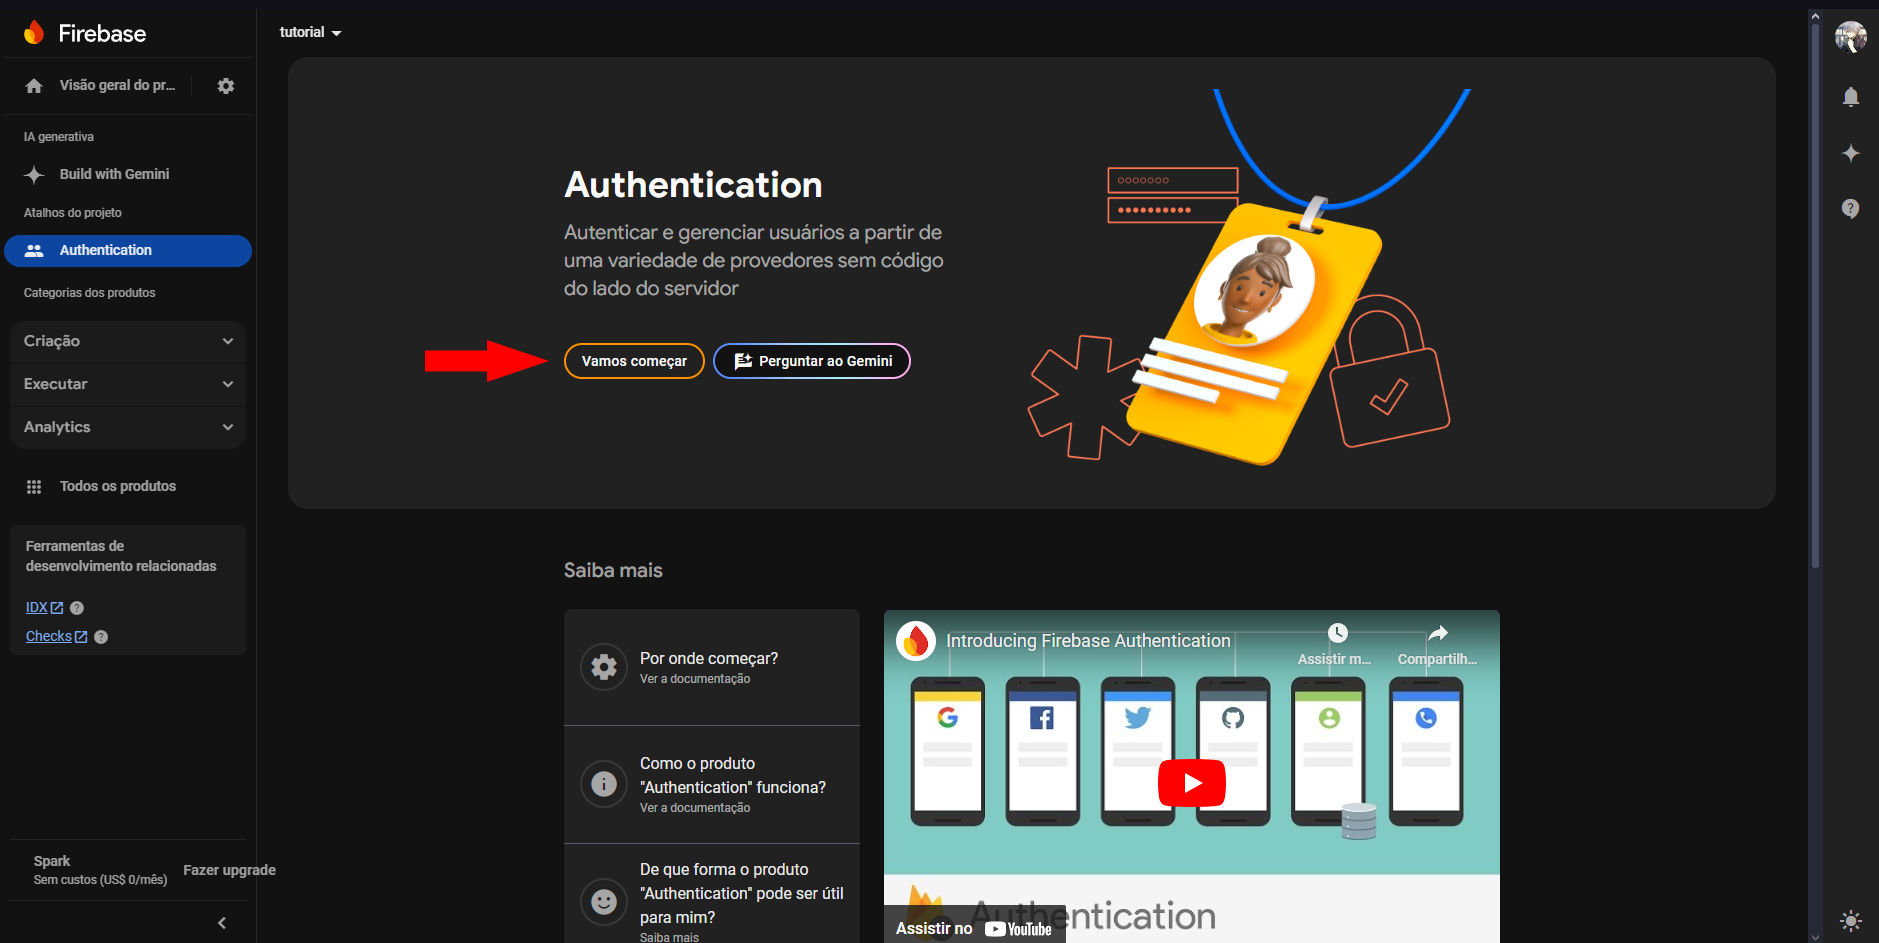 Firebase
tutorial
Visão geral do pr...
IA generativa
Build with Gemini
Atalhos do projeto
Authentication
Categorias dos produtos
Criação
Executar
Analytics
Todos os produtos
Ferramentas de
desenvolvimento relacionadas
IDX
Checks
Spark
Sem custos (US$ 0/mês)
Fazer upgrade
Authentication
Autenticar e gerenciar usuários a partir de
uma variedade de provedores sem código
do lado do servidor
Vamos começar
Perguntar ao Gemini
Saiba mais
Por onde começar?
Ver a documentação
Como o produto
"Authentication" funciona?
Ver a documentação
De que forma o produto
"Authentication" pode ser útil
para mim?
Saiba mais
Introducing Firebase Authentication
Assistir m...
Compartilh...
Authentication
Assistir no YouTube